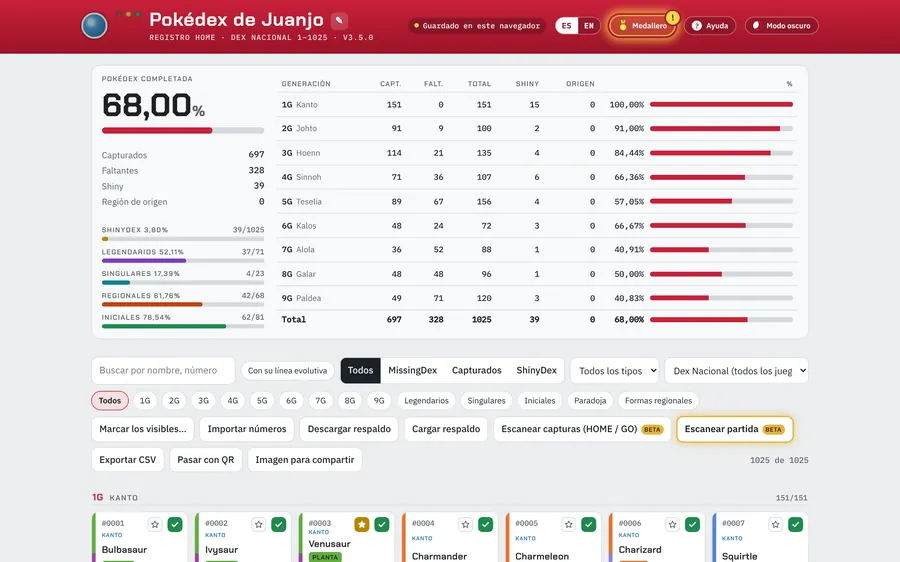 Pokédex de Juanjo
REGISTRO HOME · DEX NACIONAL 1–1025 · V3.5.0
Guardado en este navegador
ES EN
Medallero !
? Ayuda
Modo oscuro
POKÉDEX COMPLETADA
68,00%
Capturados 697
Faltantes 328
Shiny 39
Región de origen 0
SHINYDEX 3,80% 39/1025
LEGENDARIOS 52,11% 37/71
SINGULARES 17,39% 4/23
REGIONALES 61,76% 42/68
INICIALES 76,54% 62/81
GENERACIÓN CAPT. FALT. TOTAL SHINY ORIGEN %
1G Kanto 151 0 151 15 0 100,00%
2G Johto 91 9 100 2 0 91,00%
3G Hoenn 114 21 135 4 0 84,44%
4G Sinnoh 71 36 107 6 0 66,36%
5G Teselia 89 67 156 4 0 57,05%
6G Kalos 48 24 72 3 0 66,67%
7G Alola 36 52 88 1 0 40,91%
8G Galar 48 48 96 1 0 50,00%
9G Paldea 49 71 120 3 0 40,83%
Total 697 328 1025 39 0 68,00%
Buscar por nombre, número
Con su línea evolutiva
Todos MissingDex Capturados ShinyDex
Todos los tipos
Dex Nacional (todos los jueg
Todos 1G 2G 3G 4G 5G 6G 7G 8G 9G Legendarios Singulares Iniciales Paradoja Formas regionales
Marcar los visibles... Importar números Descargar respaldo Cargar respaldo Escanear capturas (HOME / GO) BETA Escanear partida BETA
Exportar CSV Pasar con QR Imagen para compartir
1025 de 1025
1G KANTO 151/151
#0001 #0002 #0003 #0004 #0005 #0006 #0007
KANTO KANTO KANTO KANTO KANTO KANTO KANTO
Bulbasaur Ivysaur Venusaur Charmander Charmeleon Charizard Squirtle
PLANTA